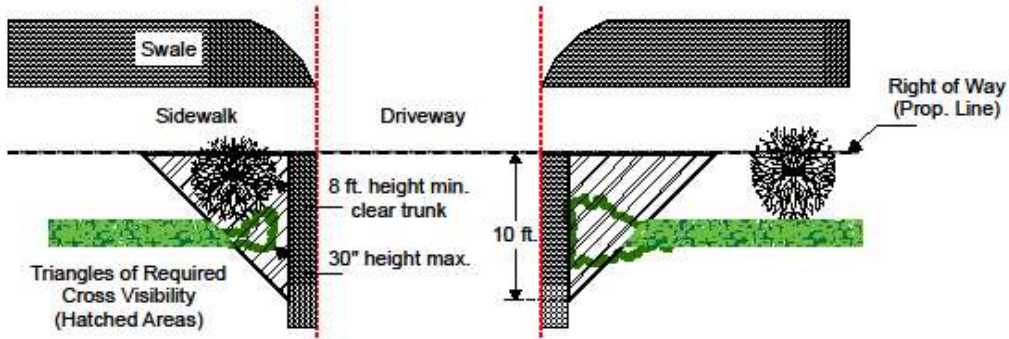 Swale
Right of Way
(Prop. Line)
Sidewalk
Driveway
8 ft. height min.
clear trunk
10 ft.
30" height max.
Triangles of Required
Cross Visibility
(Hatched Areas)